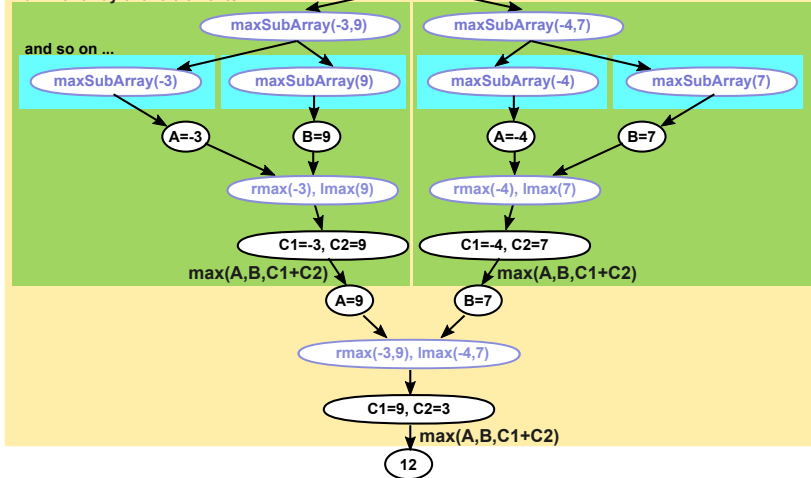 maxSubArray(-3,9) maxSubArray(-4,7)
and so on ...
maxSubArray(-3) maxSubArray(9) maxSubArray(-4) maxSubArray(7)
A=-3 B=9 A=-4 B=7
rmax(-3), lmax(9) rmax(-4), lmax(7)
C1=-3, C2=9 C1=-4, C2=7
max(A,B,C1+C2) max(A,B,C1+C2)
A=9 B=7
rmax(-3,9), lmax(-4,7)
C1=9, C2=3
max(A,B,C1+C2)
12